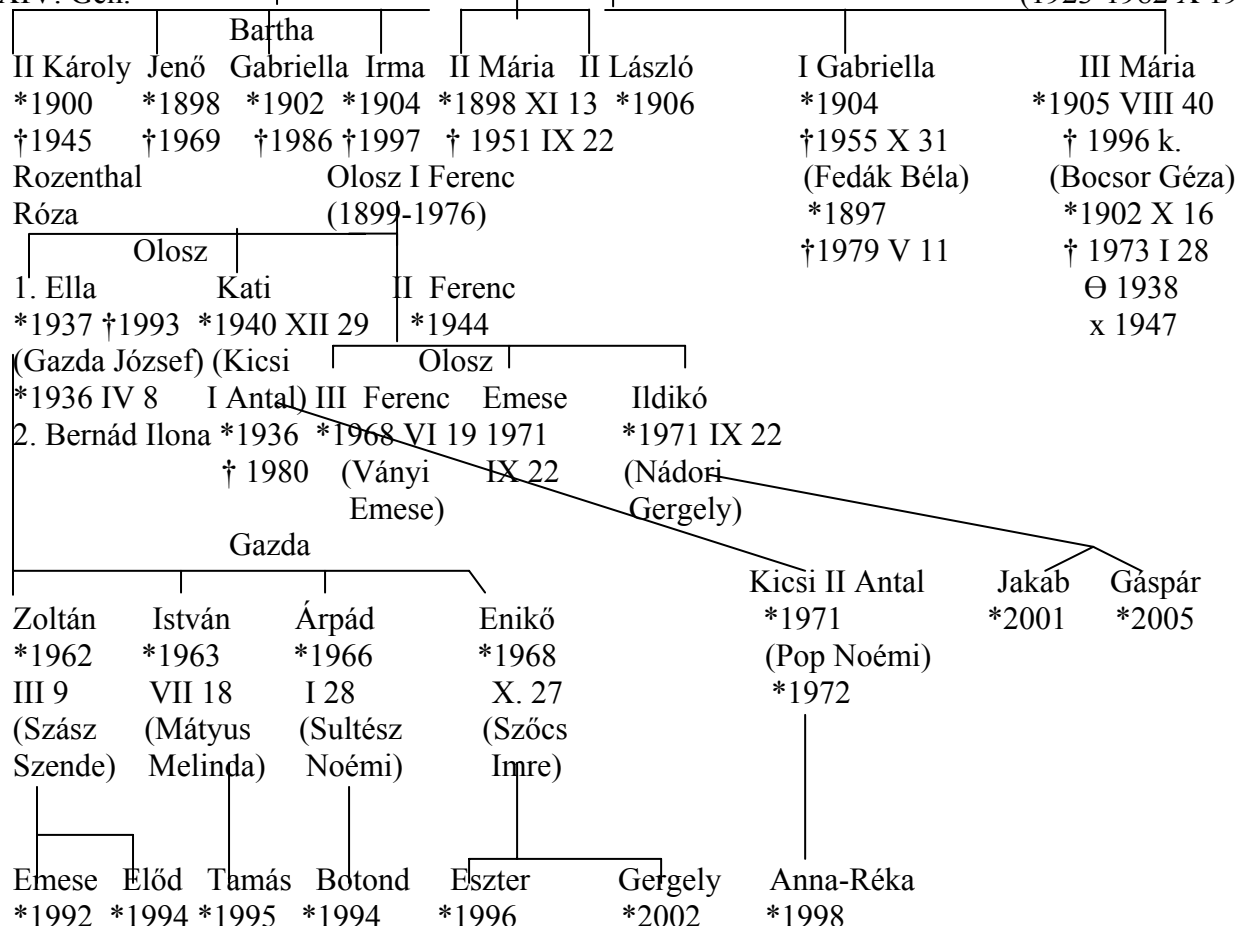 Bartha
II Károly Jenő Gabriella Irma II Mária II László I Gabriella III Mária
*1900 *1898 *1902 *1904 *1898 XI 13 *1906 *1904 *1905 VIII 40
†1945 †1969 †1986 †1997 † 1951 IX 22 †1955 X 31 † 1996 k.
Rozenthal Olosz I Ferenc (Fedák Béla) (Bocsor Géza)
Róza (1899-1976) *1897 *1902 X 16
Olosz †1979 V 11 † 1973 I 28
1. Ella Kati II Ferenc Ѳ 1938
*1937 †1993 *1940 XII 29 *1944 x 1947
(Gazda József) (Kicsi Olosz
*1936 IV 8 I Antal) III Ferenc Emese Ildikó
2. Bernád Ilona *1936 *1968 VI 19 1971 *1971 IX 22
† 1980 (Ványi IX 22 (Nádori
Emese) Gergely)
Gazda
Kicsi II Antal Jakab Gáspár
Zoltán István Árpád Enikő *1971 *2001 *2005
*1962 *1963 *1966 *1968 (Pop Noémi)
III 9 VII 18 I 28 X. 27 *1972
(Szász (Mátyus (Sultész (Szőcs
Szende) Melinda) Noémi) Imre)
Emese Előd Tamás Botond Eszter Gergely Anna-Réka
*1992 *1994 *1995 *1994 *1996 *2002 *1998